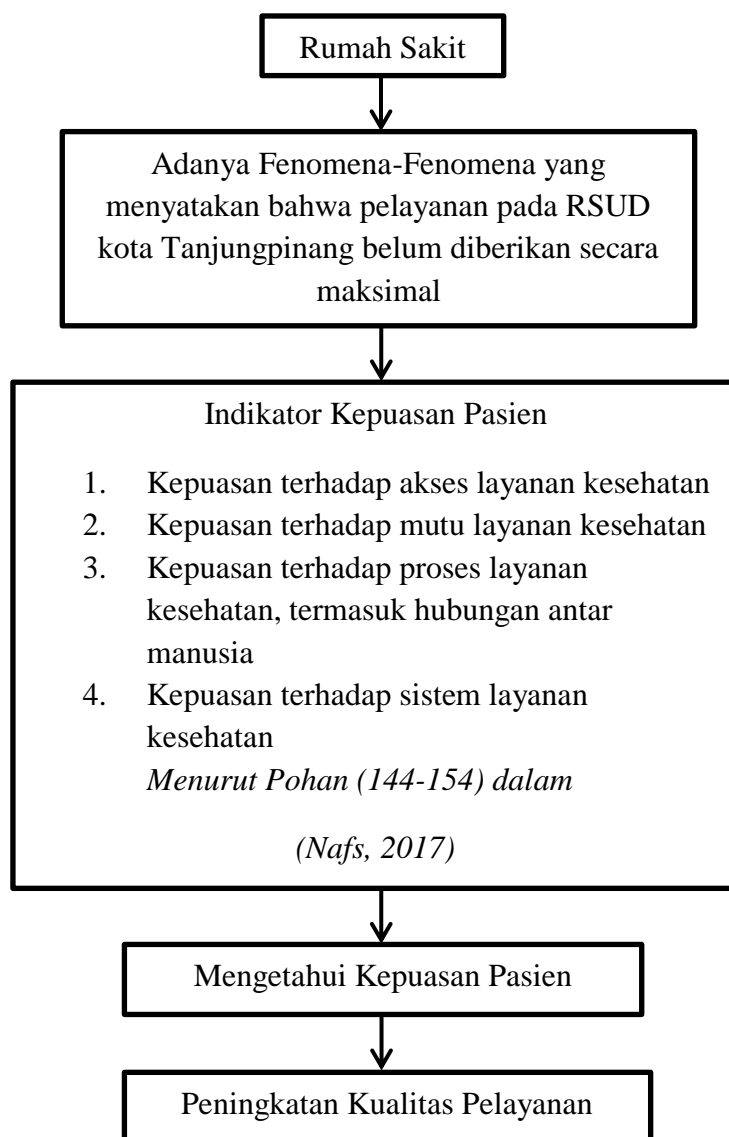 Rumah Sakit
Adanya Fenomena-Fenomena yang
menyatakan bahwa pelayanan pada RSUD
kota Tanjungpinang belum diberikan secara
maksimal
Indikator Kepuasan Pasien
1. Kepuasan terhadap akses layanan kesehatan
2. Kepuasan terhadap mutu layanan kesehatan
3. Kepuasan terhadap proses layanan
kesehatan, termasuk hubungan antar
manusia
4. Kepuasan terhadap sistem layanan
kesehatan
Menurut Pohan (144-154) dalam
(Nafs, 2017)
Mengetahui Kepuasan Pasien
Peningkatan Kualitas Pelayanan